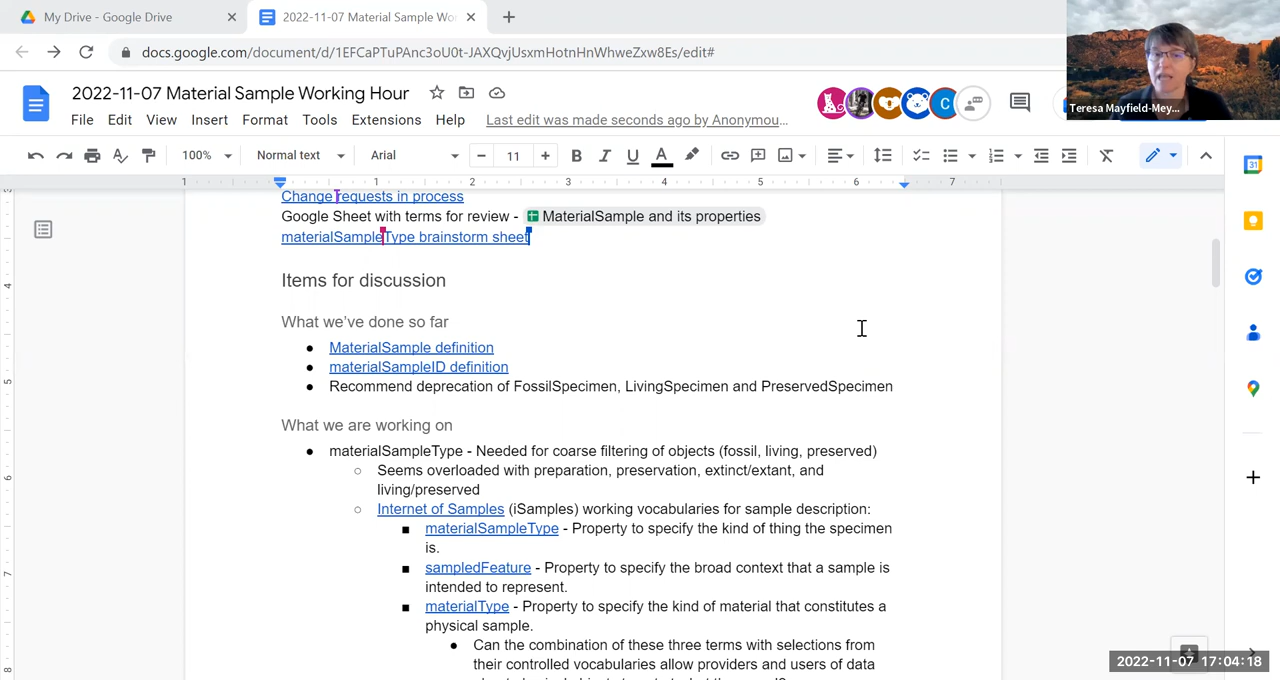 My Drive - Google Drive
2022-11-07 Material Sample Wo
docs.google.com/document/d/1EFCaPTuPAnc3oU0t-JAXQvjUsxmHotnHnWhweZxw8Es/edit#
Teresa Mayfield-Mey...
2022-11-07 Material Sample Working Hour
C
File Edit View Insert Format Tools Extensions Help Last edit was made seconds ago by Anonymou...
100% Normal text Arial 11
1 1 2 3 4 5 6 7
Change requests in process
Google Sheet with terms for review - MaterialSample and its properties
materialSampleType brainstorm sheet
Items for discussion
What we've done so far
MaterialSample definition
materialSampleID definition
Recommend deprecation of FossilSpecimen, LivingSpecimen and PreservedSpecimen
What we are working on
materialSampleType - Needed for coarse filtering of objects (fossil, living, preserved)
Seems overloaded with preparation, preservation, extinct/extant, and
living/preserved
Internet of Samples (iSamples) working vocabularies for sample description:
materialSampleType - Property to specify the kind of thing the specimen
is.
sampledFeature - Property to specify the broad context that a sample is
intended to represent.
materialType - Property to specify the kind of material that constitutes a
physical sample.
Can the combination of these three terms with selections from
their controlled vocabularies allow providers and users of data
2022-11-07 17:04:18